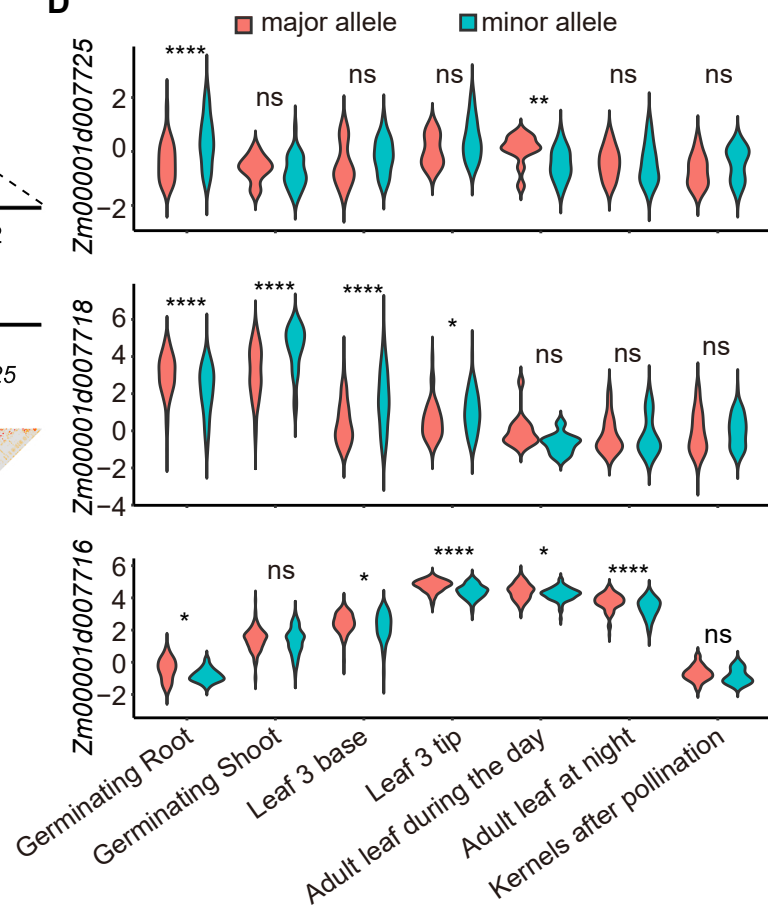 D
major allele minor allele
Zm00001d007725
2
0
−2
**** ns ns ns ** ns ns
Zm00001d007718
6
4
2
0
−2
−4
**** **** **** * ns ns ns
25
Zm00001d007716
6
4
2
0
−2
* ns * **** * **** ns
Germinating Root
Germinating Shoot
Leaf 3 base
Leaf 3 tip
Adult leaf during the day
Adult leaf at night
Kernels after pollination